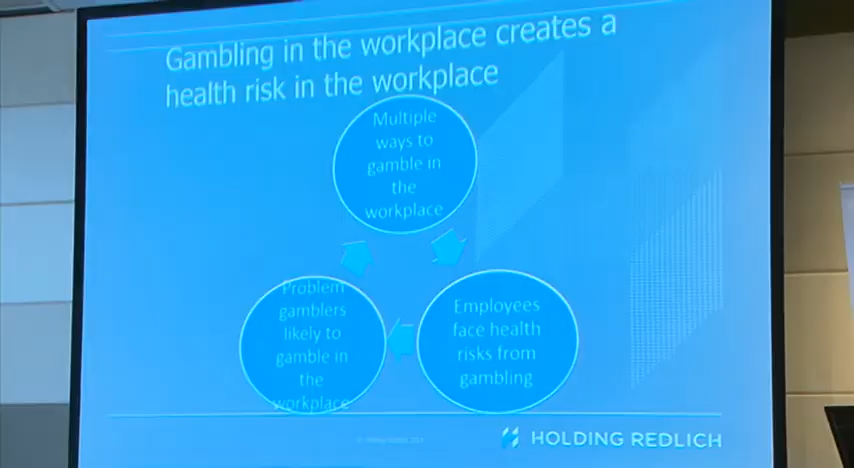 Gambling in the workplace creates a
health risk in the workplace
Multiple
ways to
gamble in
the
workplace
Problem
gamblers
likely to
gamble in
the
workplace
Employees
face health
risks from
gambling
HOLDING REDLICH